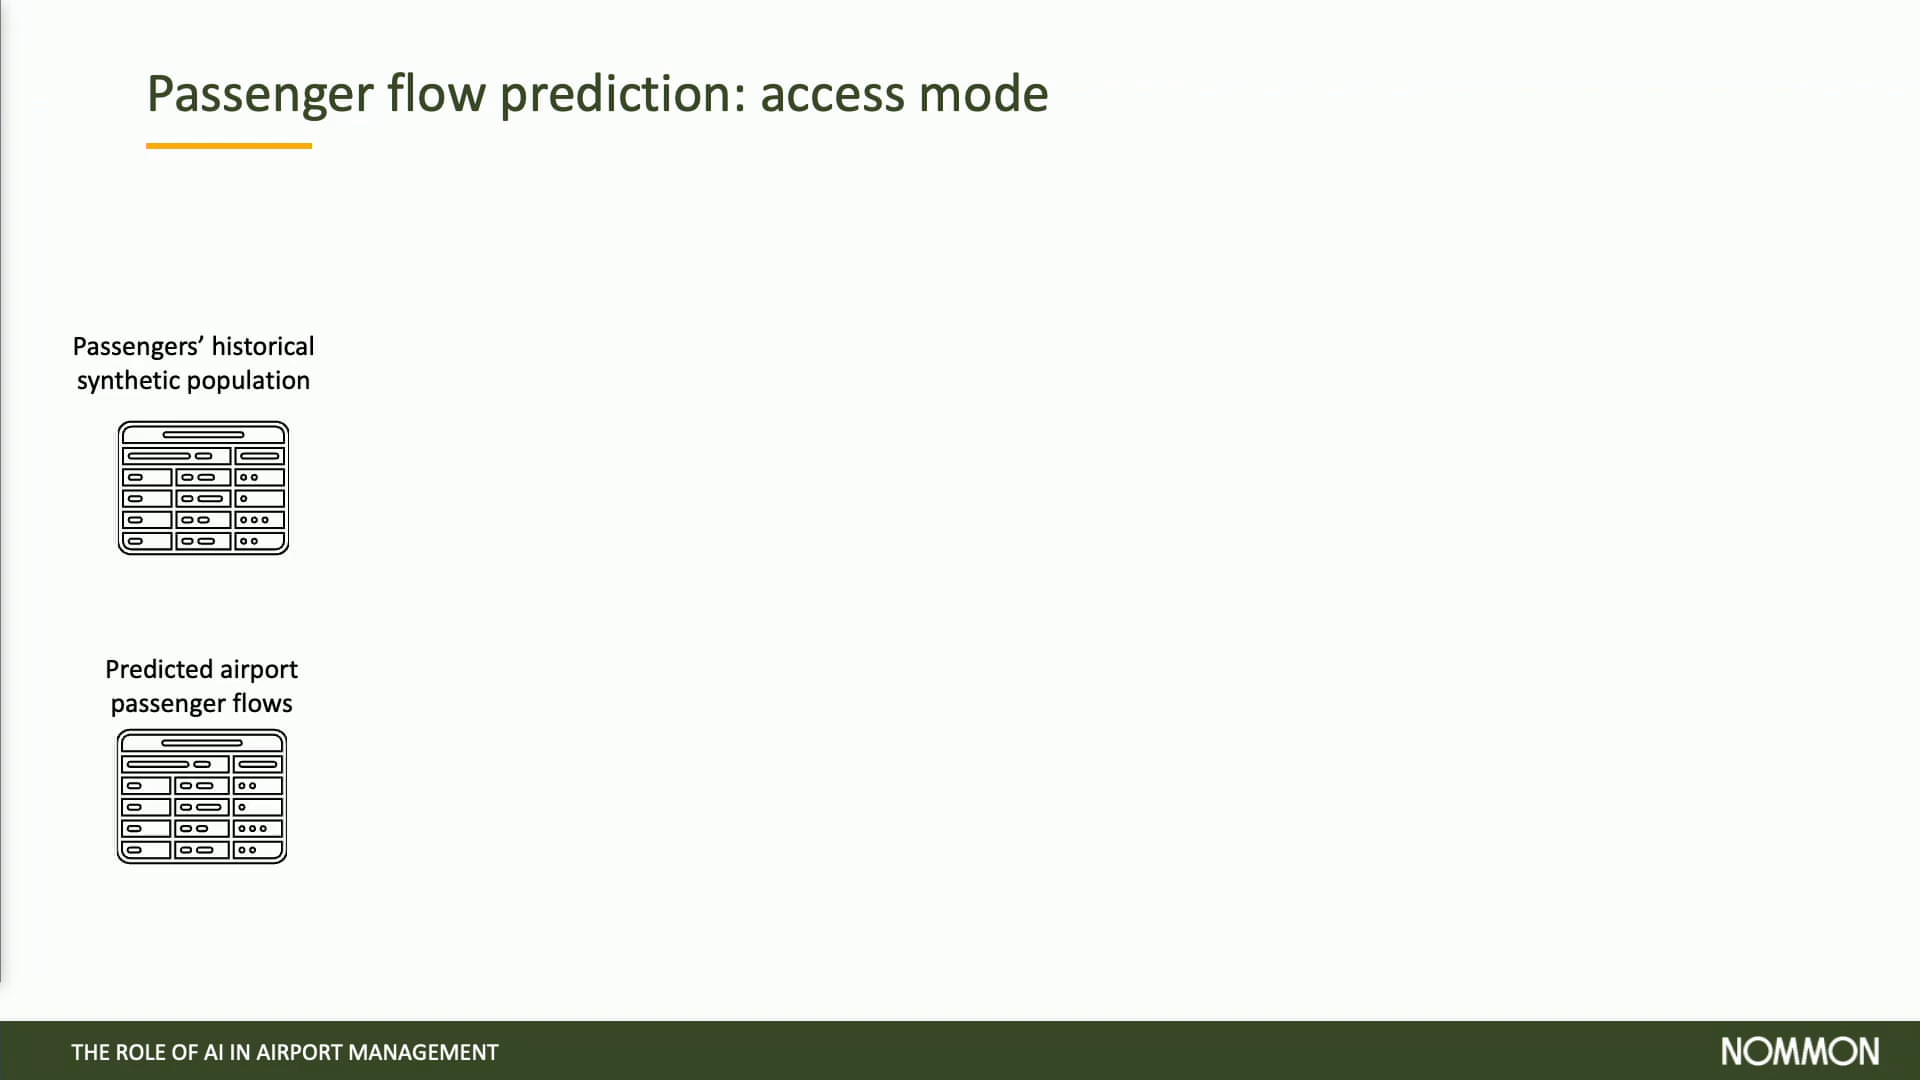 Passenger flow prediction: access mode
Passengers’ historical
synthetic population
Predicted airport
passenger flows
THE ROLE OF AI IN AIRPORT MANAGEMENT
NOMMON